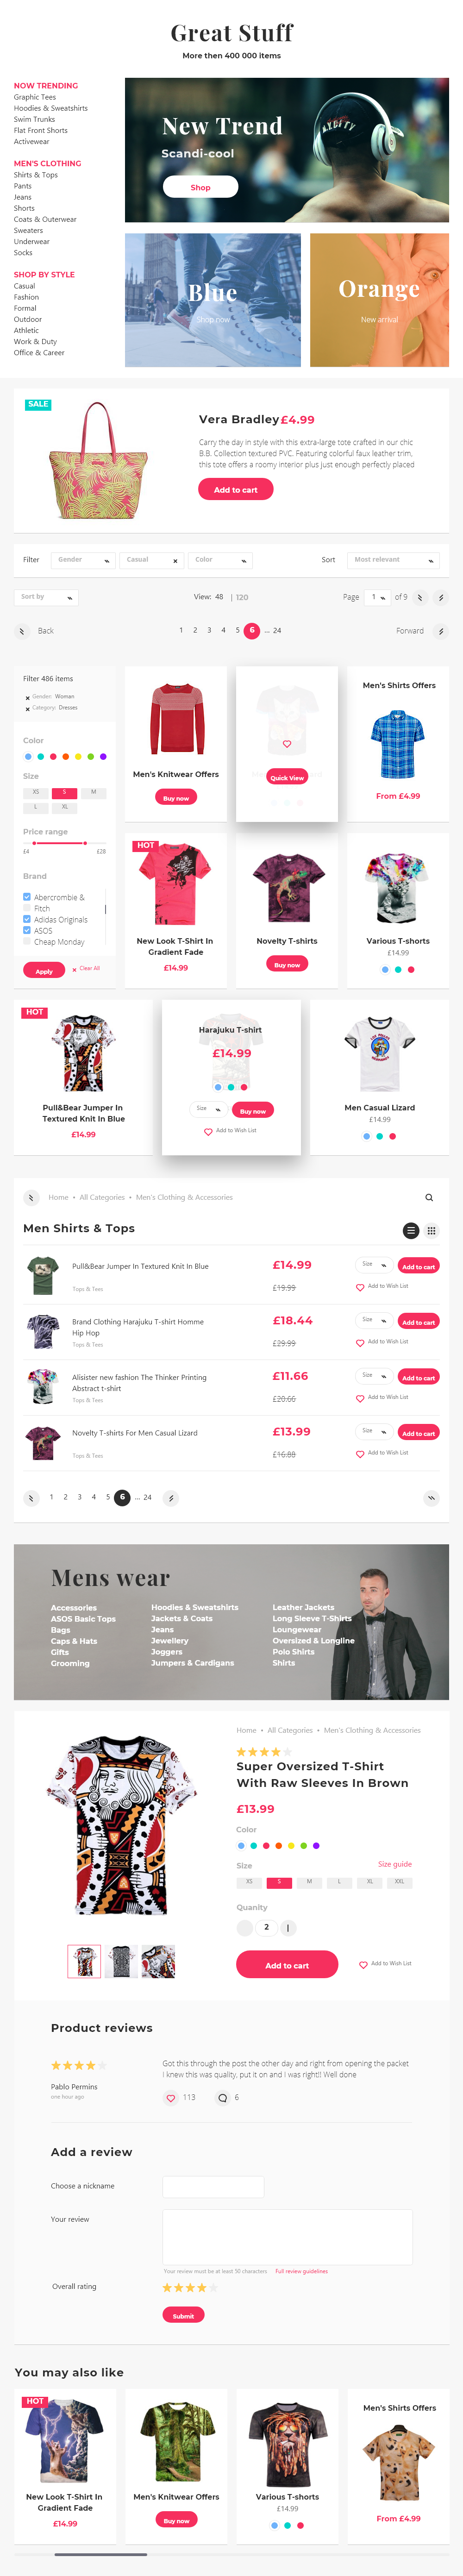 Great Stuff
More then 400 000 items
NOW TRENDING
Graphic Tees
Hoodies & Sweatshirts
Swim Trunks
Flat Front Shorts
Activewear
MEN'S CLOTHING
Shirts & Tops
Pants
Jeans
Shorts
Coats & Outerwear
Sweaters
Underwear
Socks
SHOP BY STYLE
Casual
Fashion
Formal
Outdoor
Athletic
Work & Duty
Office & Career
New Trend
Scandi-cool
Shop
Blue
Shop now
Orange
New arrival
SALE
Vera Bradley £4.99
Carry the day in style with this extra-large tote crafted in our chic
B.B. Collection textured PVC. Featuring colorful faux leather trim,
this tote offers a roomy interior plus just enough perfectly placed
Add to cart
Filter Gender Casual Color Sort Most relevant
Sort by View: 48 | 120 Page 1 of 9
Back 1 2 3 4 5 6 ... 24 Forward
Filter 486 items
Gender: Woman
Category: Dresses
Color
Size
XS S M
L XL
Price range
£4 £28
Brand
Abercrombie &
Fitch
Adidas Originals
ASOS
Cheap Monday
Apply Clear All
Men's Knitwear Offers
Buy now
Quick View
Men's Shirts Offers
From £4.99
HOT
New Look T-Shirt In
Gradient Fade
£14.99
Novelty T-shirts
Buy now
Various T-shorts
£14.99
HOT
Pull&Bear Jumper In
Textured Knit In Blue
£14.99
Harajuku T-shirt
£14.99
Size Buy now
Add to Wish List
Men Casual Lizard
£14.99
Home • All Categories • Men's Clothing & Accessories
Men Shirts & Tops
Pull&Bear Jumper In Textured Knit In Blue
Tops & Tees
£14.99
£19.99
Size Add to cart
Add to Wish List
Brand Clothing Harajuku T-shirt Homme
Hip Hop
Tops & Tees
£18.44
£29.99
Size Add to cart
Add to Wish List
Alisister new fashion The Thinker Printing
Abstract t-shirt
Tops & Tees
£11.66
£20.66
Size Add to cart
Add to Wish List
Novelty T-shirts For Men Casual Lizard
Tops & Tees
£13.99
£16.88
Size Add to cart
Add to Wish List
1 2 3 4 5 6 ... 24
Mens wear
Accessories
ASOS Basic Tops
Bags
Caps & Hats
Gifts
Grooming
Hoodies & Sweatshirts
Jackets & Coats
Jeans
Jewellery
Joggers
Jumpers & Cardigans
Leather Jackets
Long Sleeve T-Shirts
Loungewear
Oversized & Longline
Polo Shirts
Shirts
Home • All Categories • Men's Clothing & Accessories
Super Oversized T-Shirt
With Raw Sleeves In Brown
£13.99
Color
Size Size guide
XS S M L XL XXL
Quanity
2
Add to cart Add to Wish List
Product reviews
Pablo Permins
one hour ago
Got this through the post the other day and right from opening the packet
I knew this was quality, put it on and I was right!! Well done
113 6
Add a review
Choose a nickname
Your review
Your review must be at least 50 characters Full review guidelines
Overall rating
Submit
You may also like
HOT
New Look T-Shirt In
Gradient Fade
£14.99
Men's Knitwear Offers
Buy now
Various T-shorts
£14.99
Men's Shirts Offers
From £4.99